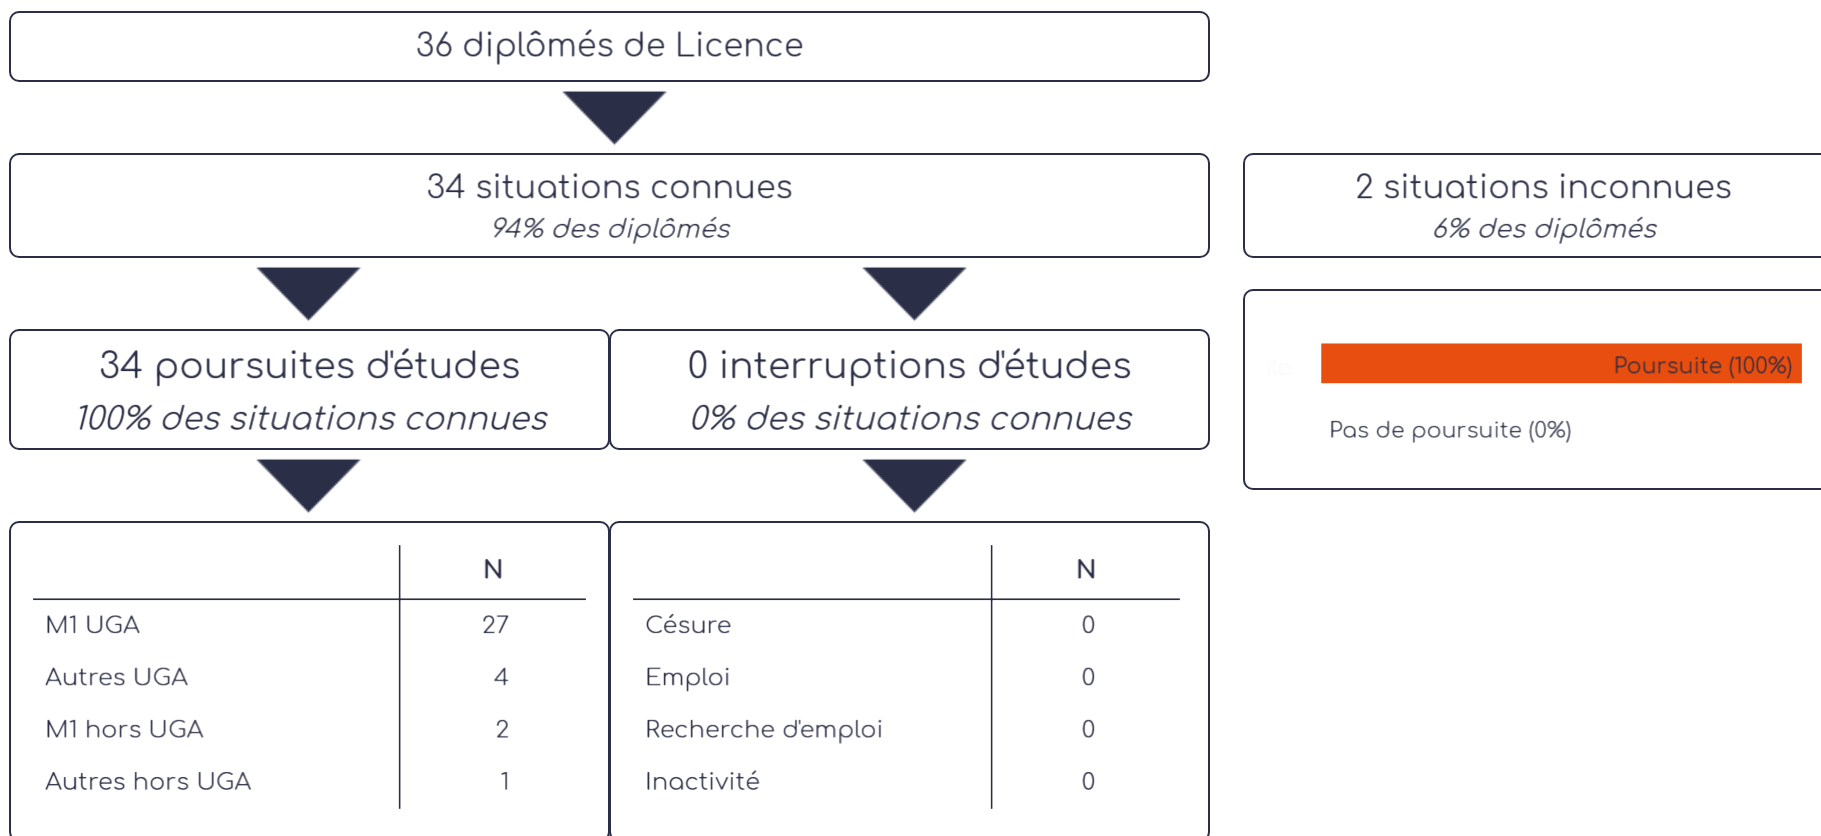 36 diplômés de Licence
34 situations connues
94% des diplômés
2 situations inconnues
6% des diplômés
34 poursuites d'études
100% des situations connues
0 interruptions d'études
0% des situations connues
Poursuite (100%)
Pas de poursuite (0%)
N
M1 UGA 27
Autres UGA 4
M1 hors UGA 2
Autres hors UGA 1
N
Césure 0
Emploi 0
Recherche d'emploi 0
Inactivité 0